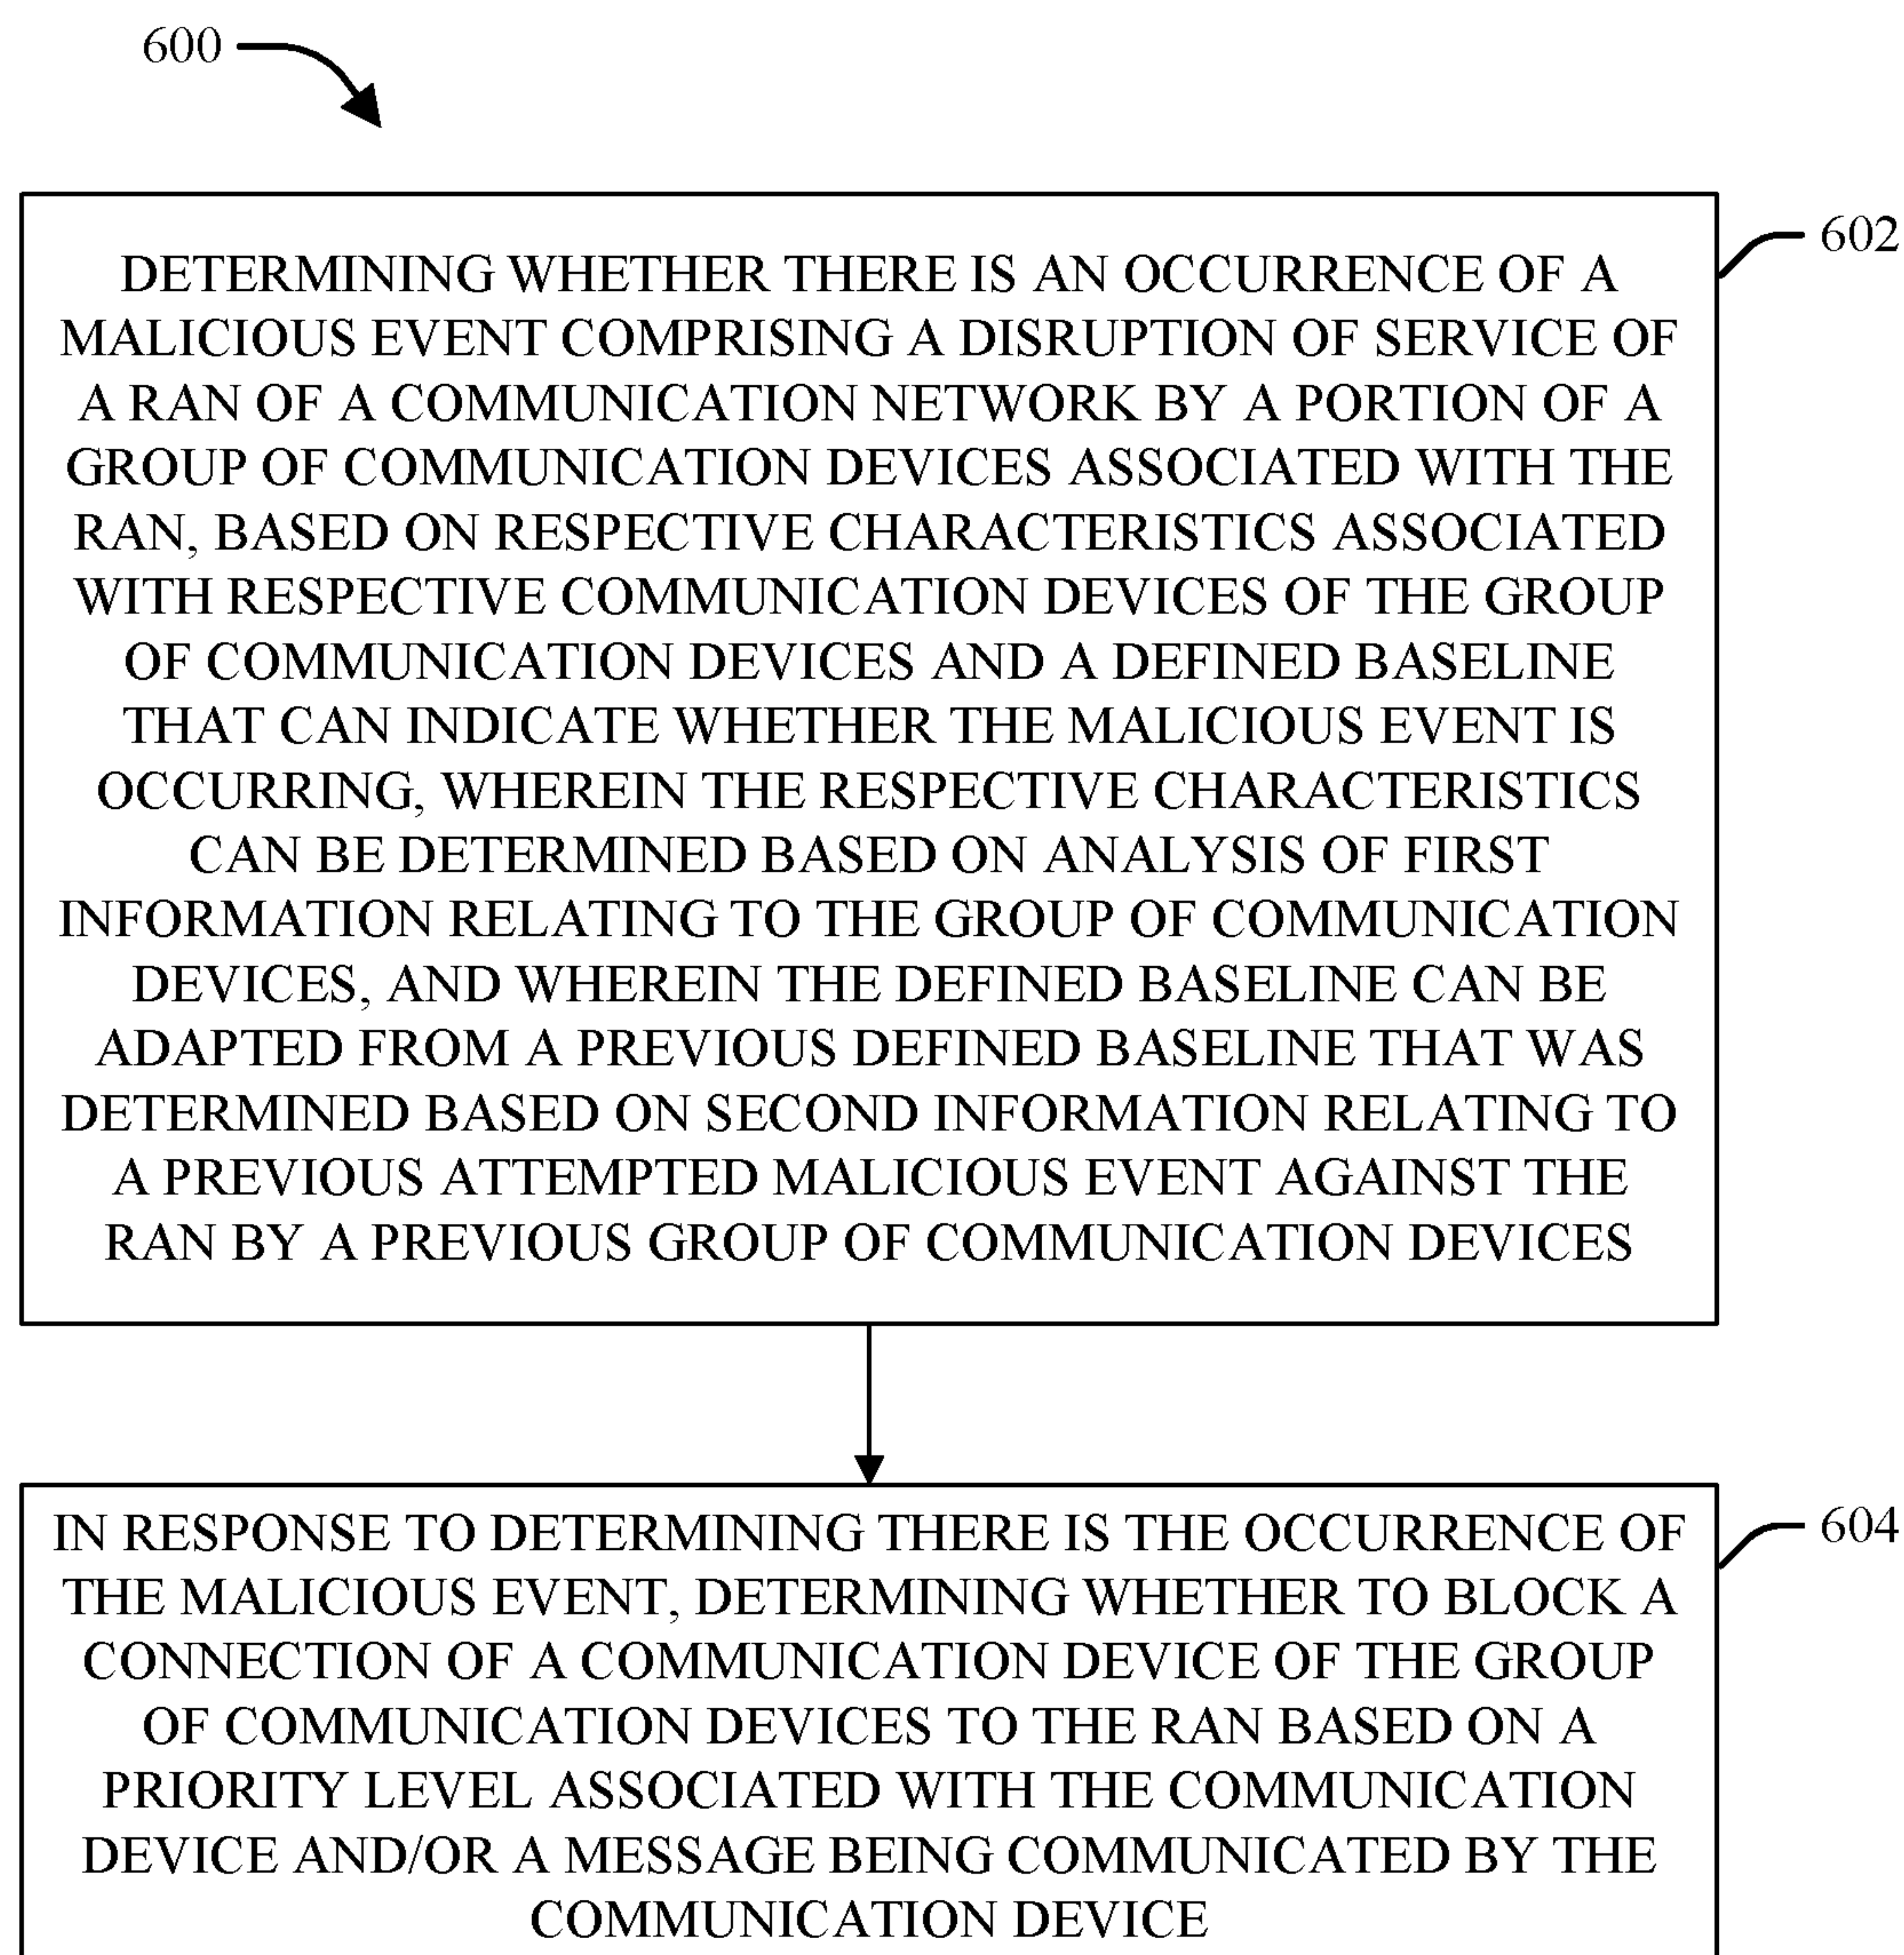 600
602
DETERMINING WHETHER THERE IS AN OCCURRENCE OF A
MALICIOUS EVENT COMPRISING A DISRUPTION OF SERVICE OF
A RAN OF A COMMUNICATION NETWORK BY A PORTION OF A
GROUP OF COMMUNICATION DEVICES ASSOCIATED WITH THE
RAN, BASED ON RESPECTIVE CHARACTERISTICS ASSOCIATED
WITH RESPECTIVE COMMUNICATION DEVICES OF THE GROUP
OF COMMUNICATION DEVICES AND A DEFINED BASELINE
THAT CAN INDICATE WHETHER THE MALICIOUS EVENT IS
OCCURRING, WHEREIN THE RESPECTIVE CHARACTERISTICS
CAN BE DETERMINED BASED ON ANALYSIS OF FIRST
INFORMATION RELATING TO THE GROUP OF COMMUNICATION
DEVICES, AND WHEREIN THE DEFINED BASELINE CAN BE
ADAPTED FROM A PREVIOUS DEFINED BASELINE THAT WAS
DETERMINED BASED ON SECOND INFORMATION RELATING TO
A PREVIOUS ATTEMPTED MALICIOUS EVENT AGAINST THE
RAN BY A PREVIOUS GROUP OF COMMUNICATION DEVICES
604
IN RESPONSE TO DETERMINING THERE IS THE OCCURRENCE OF
THE MALICIOUS EVENT, DETERMINING WHETHER TO BLOCK A
CONNECTION OF A COMMUNICATION DEVICE OF THE GROUP
OF COMMUNICATION DEVICES TO THE RAN BASED ON A
PRIORITY LEVEL ASSOCIATED WITH THE COMMUNICATION
DEVICE AND/OR A MESSAGE BEING COMMUNICATED BY THE
COMMUNICATION DEVICE